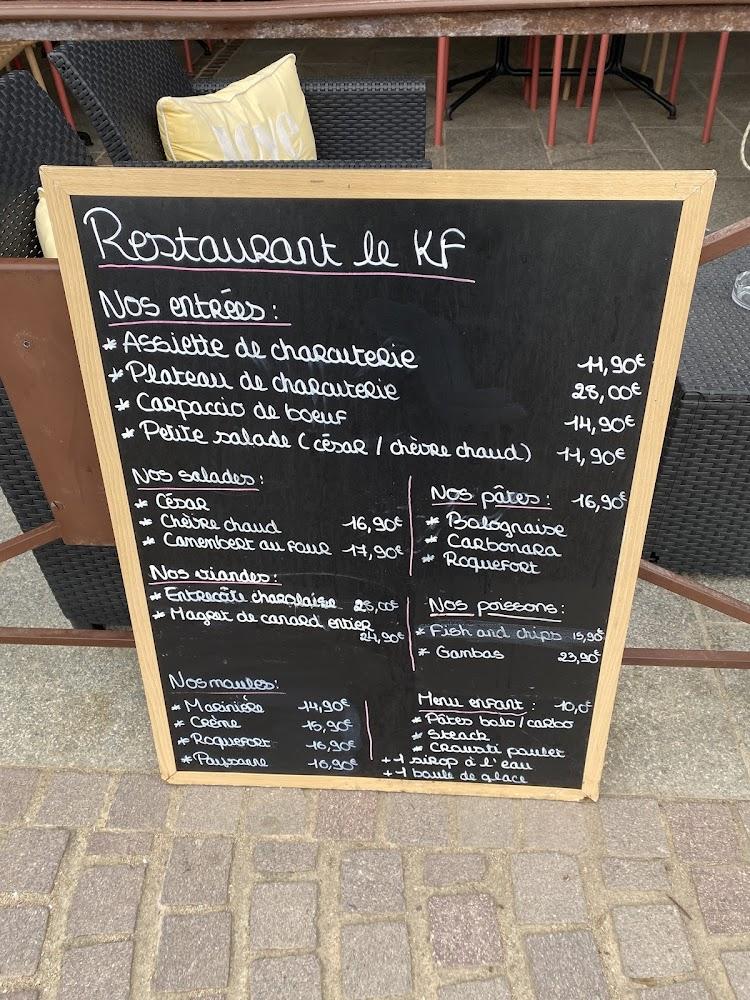 Restaurant le KF
Nos entrées :
* Assiette de charcuterie 11,90€
* Plateau de charcuterie 28,00€
* Carpaccio de boeuf 14,90€
* Petite salade (césar / chèvre chaud) 11,90€
Nos salades :
* César
* Chèvre chaud 16,90€
* Camembert au four 17,90€
Nos pâtes : 16,90€
* Bolognaise
* Carbonara
* Roquefort
Nos viandes :
* Entrecôte charolaise 25,00€
* Magret de canard entier
24,90€
Nos poissons :
* Fish and chips 15,90€
* Gambas 23,90€
Nos moules :
* Marinière 14,90€
* Crème 15,90€
* Roquefort 16,90€
* Paysanne 16,90€
Menu enfant : 10,0€
* Pâtes bolo / carbo
* Steack
* Crousti poulet
+ 1 sirop à l'eau
+ 1 boule de glace